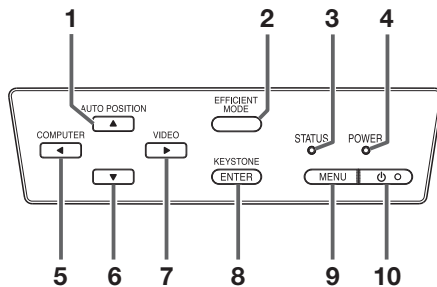 1 2 3 4
AUTO POSITION
EFFICIENT
MODE
COMPUTER VIDEO STATUS POWER
KEYSTONE
ENTER MENU
5 6 7 8 9 10